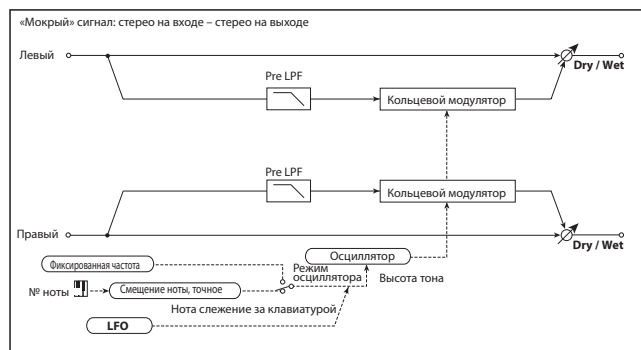 «Мокрый» сигнал: стерео на входе – стерео на выходе
Левый
Dry / Wet
Pre LPF
Кольцевой модулятор
Pre LPF
Кольцевой модулятор
Правый
Dry / Wet
Осциллятор
Фиксированная частота
Режим
осциллятора
Высота тона
№ ноты
Смещение ноты, точное
Нота слежение за клавиатурой
LFO